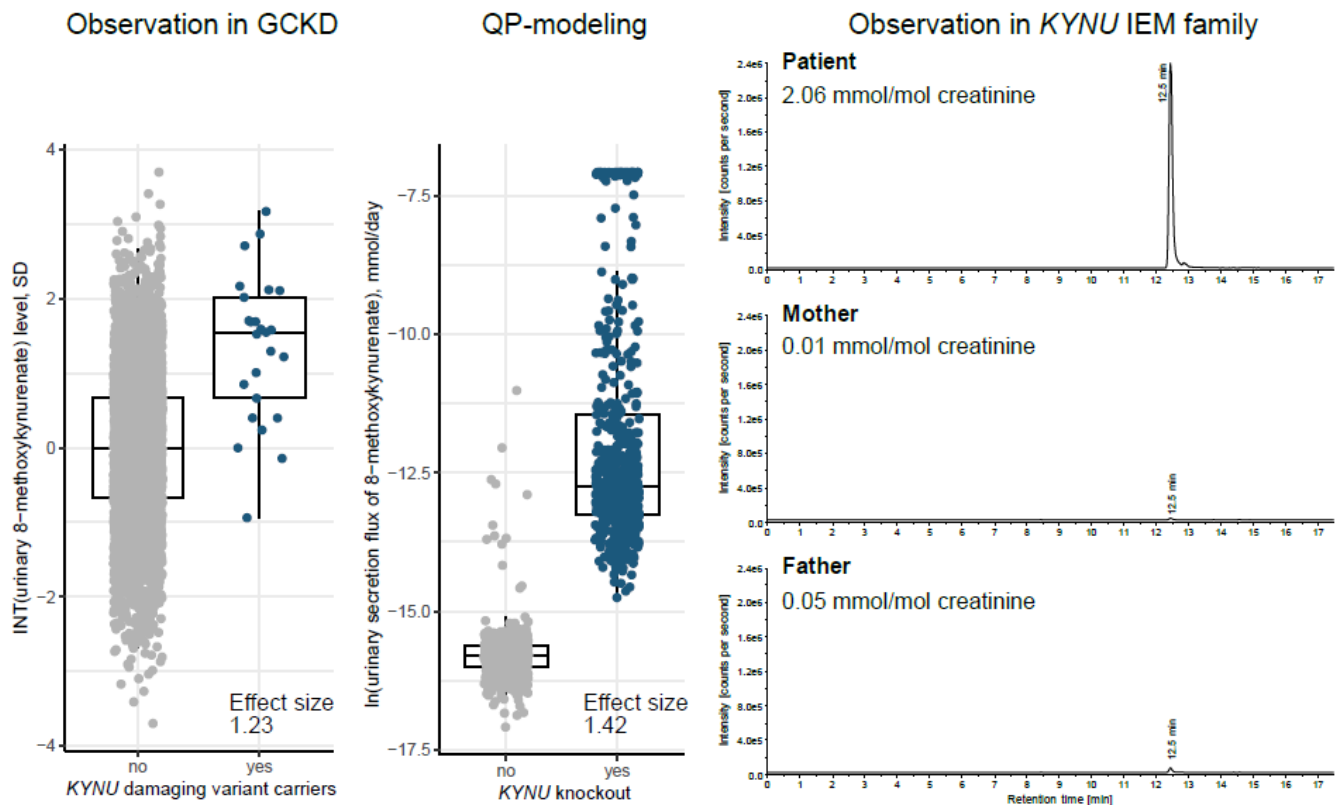 Observation in GCKD
QP-modeling
Observation in KYNU IEM family
INT(urinary 8−methoxykynurenate) level, SD
4
2
0
−2
−4
Effect size
1.23
no
yes
KYNU damaging variant carriers
ln(urinary secretion flux of 8−methoxykynurenate), mmol/day
−7.5
−10.0
−12.5
−15.0
−17.5
Effect size
1.42
no
yes
KYNU knockout
Patient
2.06 mmol/mol creatinine
12.5 min
Intensity [counts per second]
2.4e6
2.0e6
1.6e6
1.2e6
8.0e5
4.0e5
0.0
0 1 2 3 4 5 6 7 8 9 10 11 12 13 14 15 16 17
Mother
0.01 mmol/mol creatinine
12.5 min
Intensity [counts per second]
2.4e6
2.0e6
1.6e6
1.2e6
8.0e5
4.0e5
0.0
0 1 2 3 4 5 6 7 8 9 10 11 12 13 14 15 16 17
Father
0.05 mmol/mol creatinine
12.5 min
Intensity [counts per second]
2.4e6
2.0e6
1.6e6
1.2e6
8.0e5
4.0e5
0.0
0 1 2 3 4 5 6 7 8 9 10 11 12 13 14 15 16 17
Retention time [min]